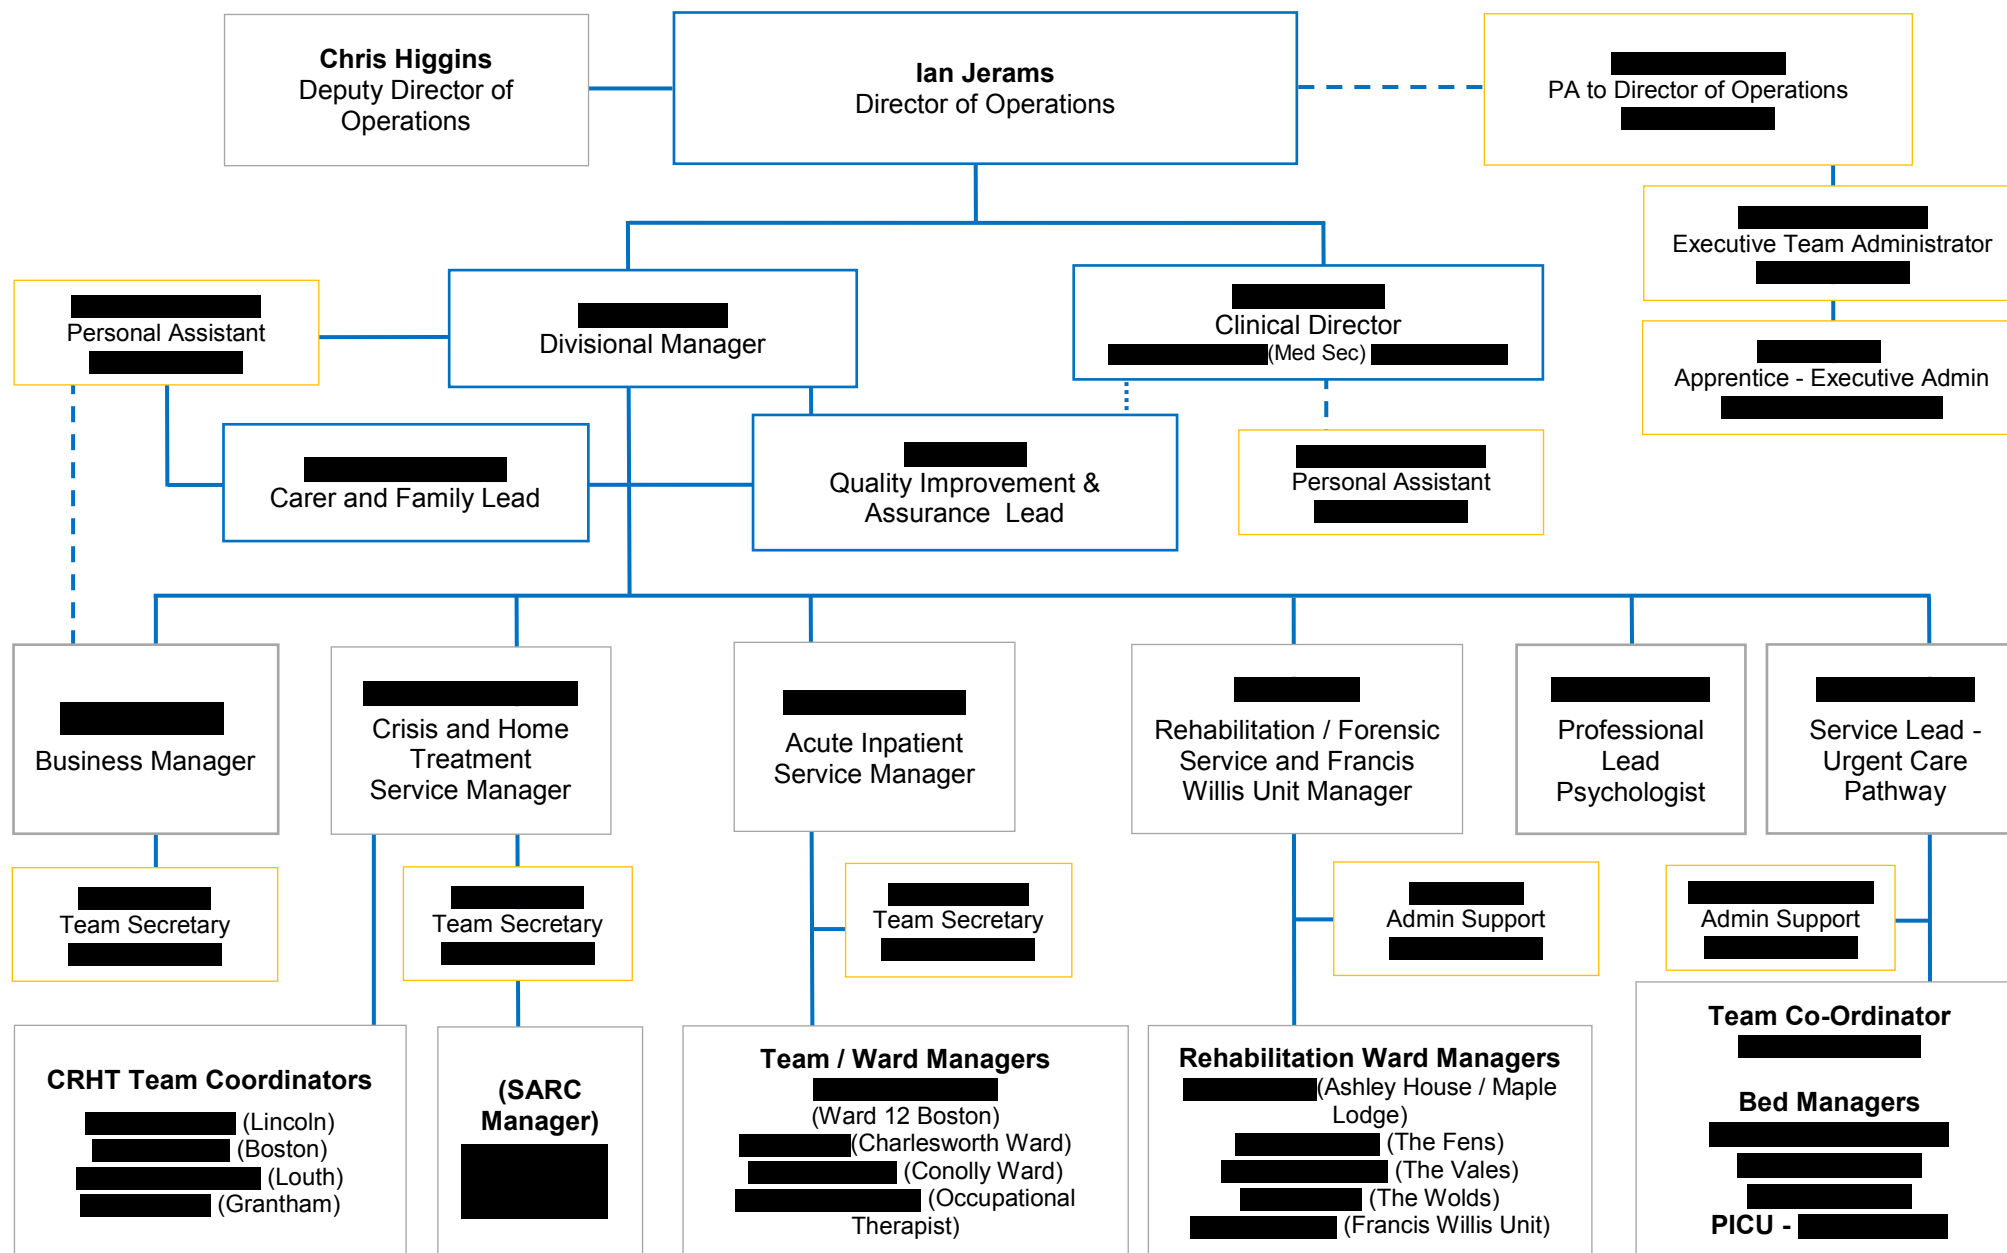 Chris Higgins
Deputy Director of
Operations
Ian Jerams
Director of Operations
PA to Director of Operations
Executive Team Administrator
Apprentice - Executive Admin
Personal Assistant
Divisional Manager
Clinical Director
(Med Sec)
Carer and Family Lead
Quality Improvement &
Assurance Lead
Personal Assistant
Business Manager
Crisis and Home
Treatment
Service Manager
Acute Inpatient
Service Manager
Rehabilitation / Forensic
Service and Francis
Willis Unit Manager
Professional
Lead
Psychologist
Service Lead -
Urgent Care
Pathway
Team Secretary
Team Secretary
Team Secretary
Admin Support
Admin Support
CRHT Team Coordinators
(Lincoln)
(Boston)
(Louth)
(Grantham)
(SARC
Manager)
Team / Ward Managers
(Ward 12 Boston)
(Charlesworth Ward)
(Conolly Ward)
(Occupational
Therapist)
Rehabilitation Ward Managers
(Ashley House / Maple
Lodge)
(The Fens)
(The Vales)
(The Wolds)
(Francis Willis Unit)
Team Co-Ordinator
Bed Managers
PICU -